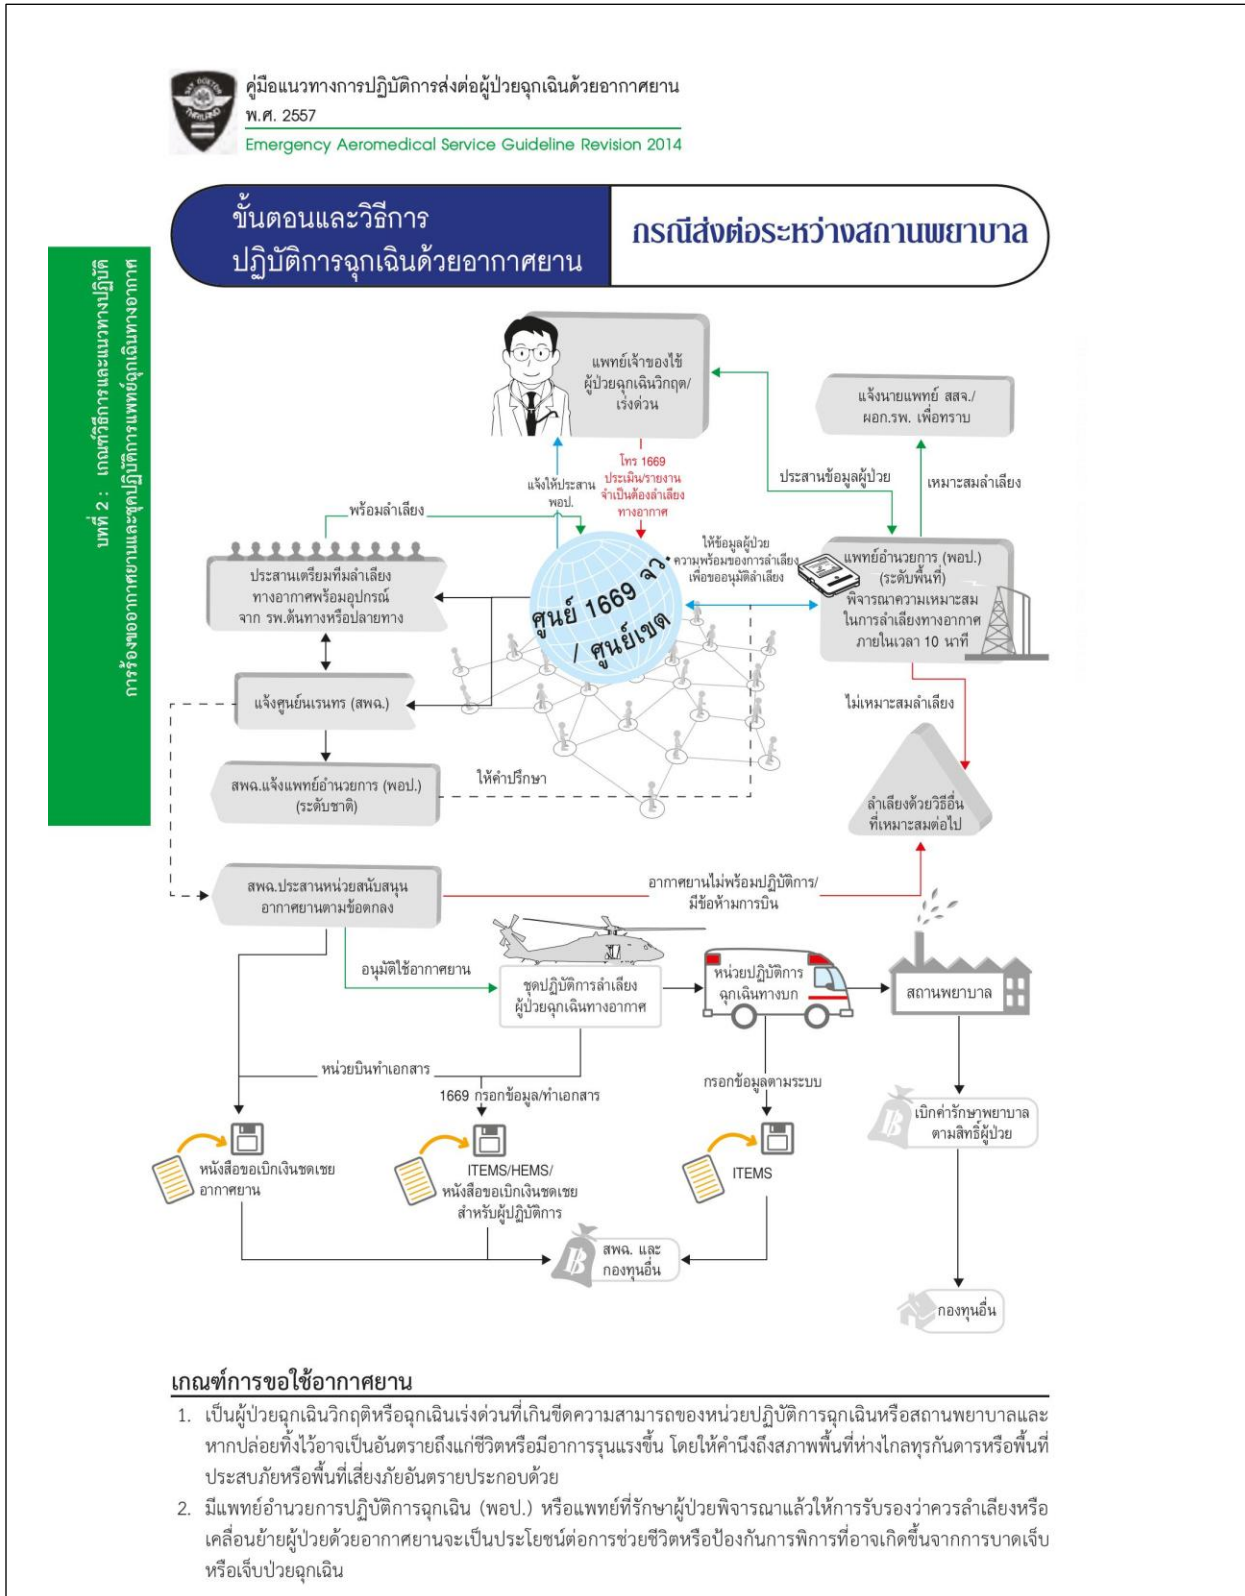 SKY DOCTOR
THAILAND
คู่มือแนวทางการปฏิบัติการส่งต่อผู้ป่วยฉุกเฉินด้วยอากาศยาน
พ.ศ. 2557
Emergency Aeromedical Service Guideline Revision 2014
ขั้นตอนและวิธีการ
ปฏิบัติการฉุกเฉินด้วยอากาศยาน
กรณีส่งต่อระหว่างสถานพยาบาล
บทที่ 2 : เกณฑ์วิธีการและแนวทางปฏิบัติ
การร้องขออากาศยานและชุดปฏิบัติการแพทย์ฉุกเฉินทางอากาศ
แพทย์เจ้าของไข้
ผู้ป่วยฉุกเฉินวิกฤต/
เร่งด่วน
แจ้งนายแพทย์ สสจ./
ผอก.รพ. เพื่อทราบ
โทร 1669
ประเมิน/รายงาน
จำเป็นต้องลำเลียง
ทางอากาศ
แจ้งให้ประสาน
พอป.
ประสานข้อมูลผู้ป่วย
เหมาะสมลำเลียง
พร้อมลำเลียง
ประสานเตรียมทีมลำเลียง
ทางอากาศพร้อมอุปกรณ์
จาก รพ.ต้นทางหรือปลายทาง
ศูนย์ 1669 จว.
/ ศูนย์เขต
ให้ข้อมูลผู้ป่วย
ความพร้อมของการลำเลียง
เพื่อขออนุมัติลำเลียง
แพทย์อำนวยการ (พอป.)
(ระดับพื้นที่)
พิจารณาความเหมาะสม
ในการลำเลียงทางอากาศ
ภายในเวลา 10 นาที
แจ้งศูนย์นเรนทร (สพฉ.)
ไม่เหมาะสมลำเลียง
สพฉ.แจ้งแพทย์อำนวยการ (พอป.)
(ระดับชาติ)
ให้คำปรึกษา
ลำเลียงด้วยวิธีอื่น
ที่เหมาะสมต่อไป
สพฉ.ประสานหน่วยสนับสนุน
อากาศยานตามข้อตกลง
อากาศยานไม่พร้อมปฏิบัติการ/
มีข้อห้ามการบิน
อนุมัติใช้อากาศยาน
ชุดปฏิบัติการลำเลียง
ผู้ป่วยฉุกเฉินทางอากาศ
หน่วยปฏิบัติการ
ฉุกเฉินทางบก
สถานพยาบาล
หน่วยบินทำเอกสาร
1669 กรอกข้อมูล/ทำเอกสาร
กรอกข้อมูลตามระบบ
เบิกค่ารักษาพยาบาล
ตามสิทธิ์ผู้ป่วย
หนังสือขอเบิกเงินชดเชย
อากาศยาน
ITEMS/HEMS/
หนังสือขอเบิกเงินชดเชย
สำหรับผู้ปฏิบัติการ
ITEMS
สพฉ. และ
กองทุนอื่น
กองทุนอื่น
เกณฑ์การขอใช้อากาศยาน
1. เป็นผู้ป่วยฉุกเฉินวิกฤติหรือฉุกเฉินเร่งด่วนที่เกินขีดความสามารถของหน่วยปฏิบัติการฉุกเฉินหรือสถานพยาบาลและ
หากปล่อยทิ้งไว้อาจเป็นอันตรายถึงแก่ชีวิตหรือมีอาการรุนแรงขึ้น โดยให้คำนึงถึงสภาพพื้นที่ห่างไกลทุรกันดารหรือพื้นที่
ประสบภัยหรือพื้นที่เสี่ยงภัยอันตรายประกอบด้วย
2. มีแพทย์อำนวยการปฏิบัติการฉุกเฉิน (พอป.) หรือแพทย์ที่รักษาผู้ป่วยพิจารณาแล้วให้การรับรองว่าควรลำเลียงหรือ
เคลื่อนย้ายผู้ป่วยด้วยอากาศยานจะเป็นประโยชน์ต่อการช่วยชีวิตหรือป้องกันการพิการที่อาจเกิดขึ้นจากการบาดเจ็บ
หรือเจ็บป่วยฉุกเฉิน